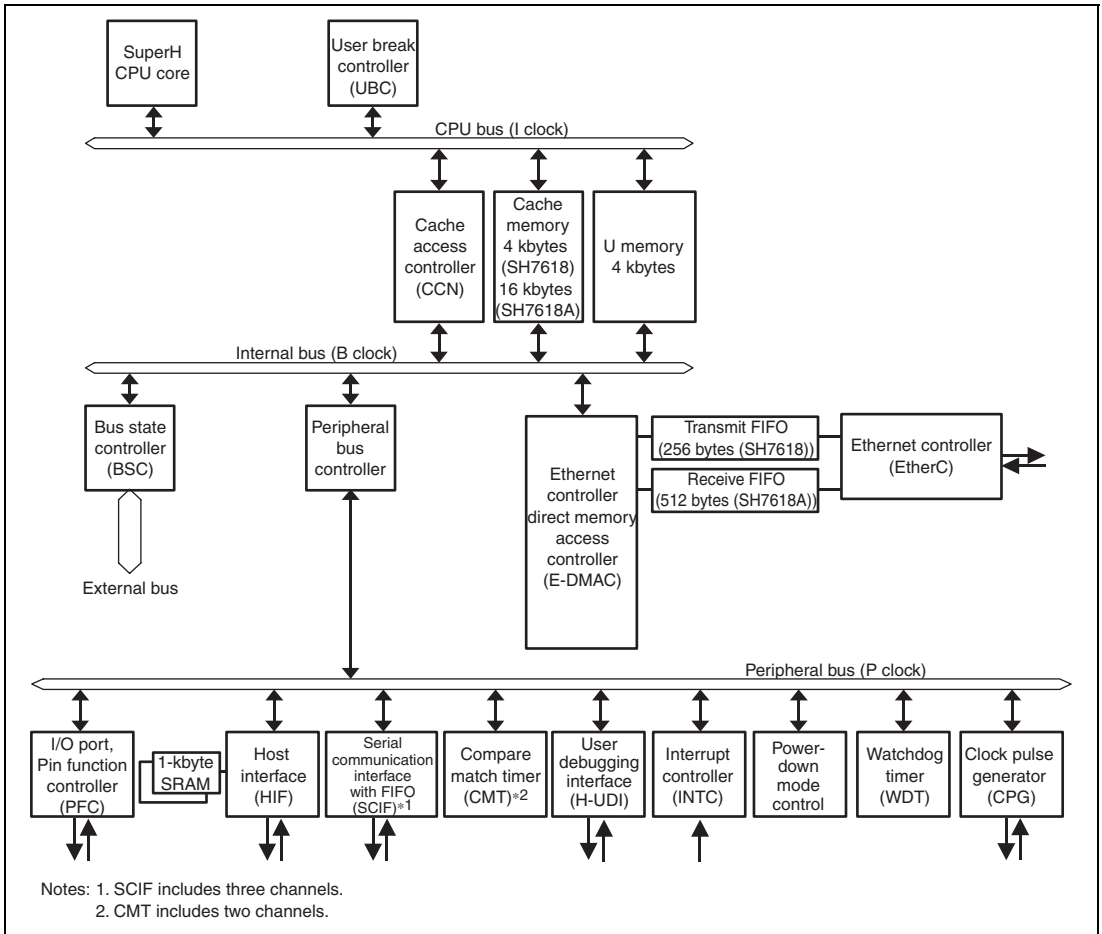 SuperH
CPU core
User break
controller
(UBC)
CPU bus (I clock)
Cache
access
controller
(CCN)
Cache
memory
4 kbytes
(SH7618)
16 kbytes
(SH7618A)
U memory
4 kbytes
Internal bus (B clock)
Bus state
controller
(BSC)
Peripheral
bus
controller
Ethernet
controller
direct memory
access
controller
(E-DMAC)
Transmit FIFO
(256 bytes (SH7618))
Receive FIFO
(512 bytes (SH7618A))
Ethernet controller
(EtherC)
External bus
Peripheral bus (P clock)
I/O port,
Pin function
controller
(PFC)
1-kbyte
SRAM
Host
interface
(HIF)
Serial
communication
interface
with FIFO
(SCIF)*1
Compare
match timer
(CMT)*2
User
debugging
interface
(H-UDI)
Interrupt
controller
(INTC)
Power-
down
mode
control
Watchdog
timer
(WDT)
Clock pulse
generator
(CPG)
Notes: 1. SCIF includes three channels.
2. CMT includes two channels.